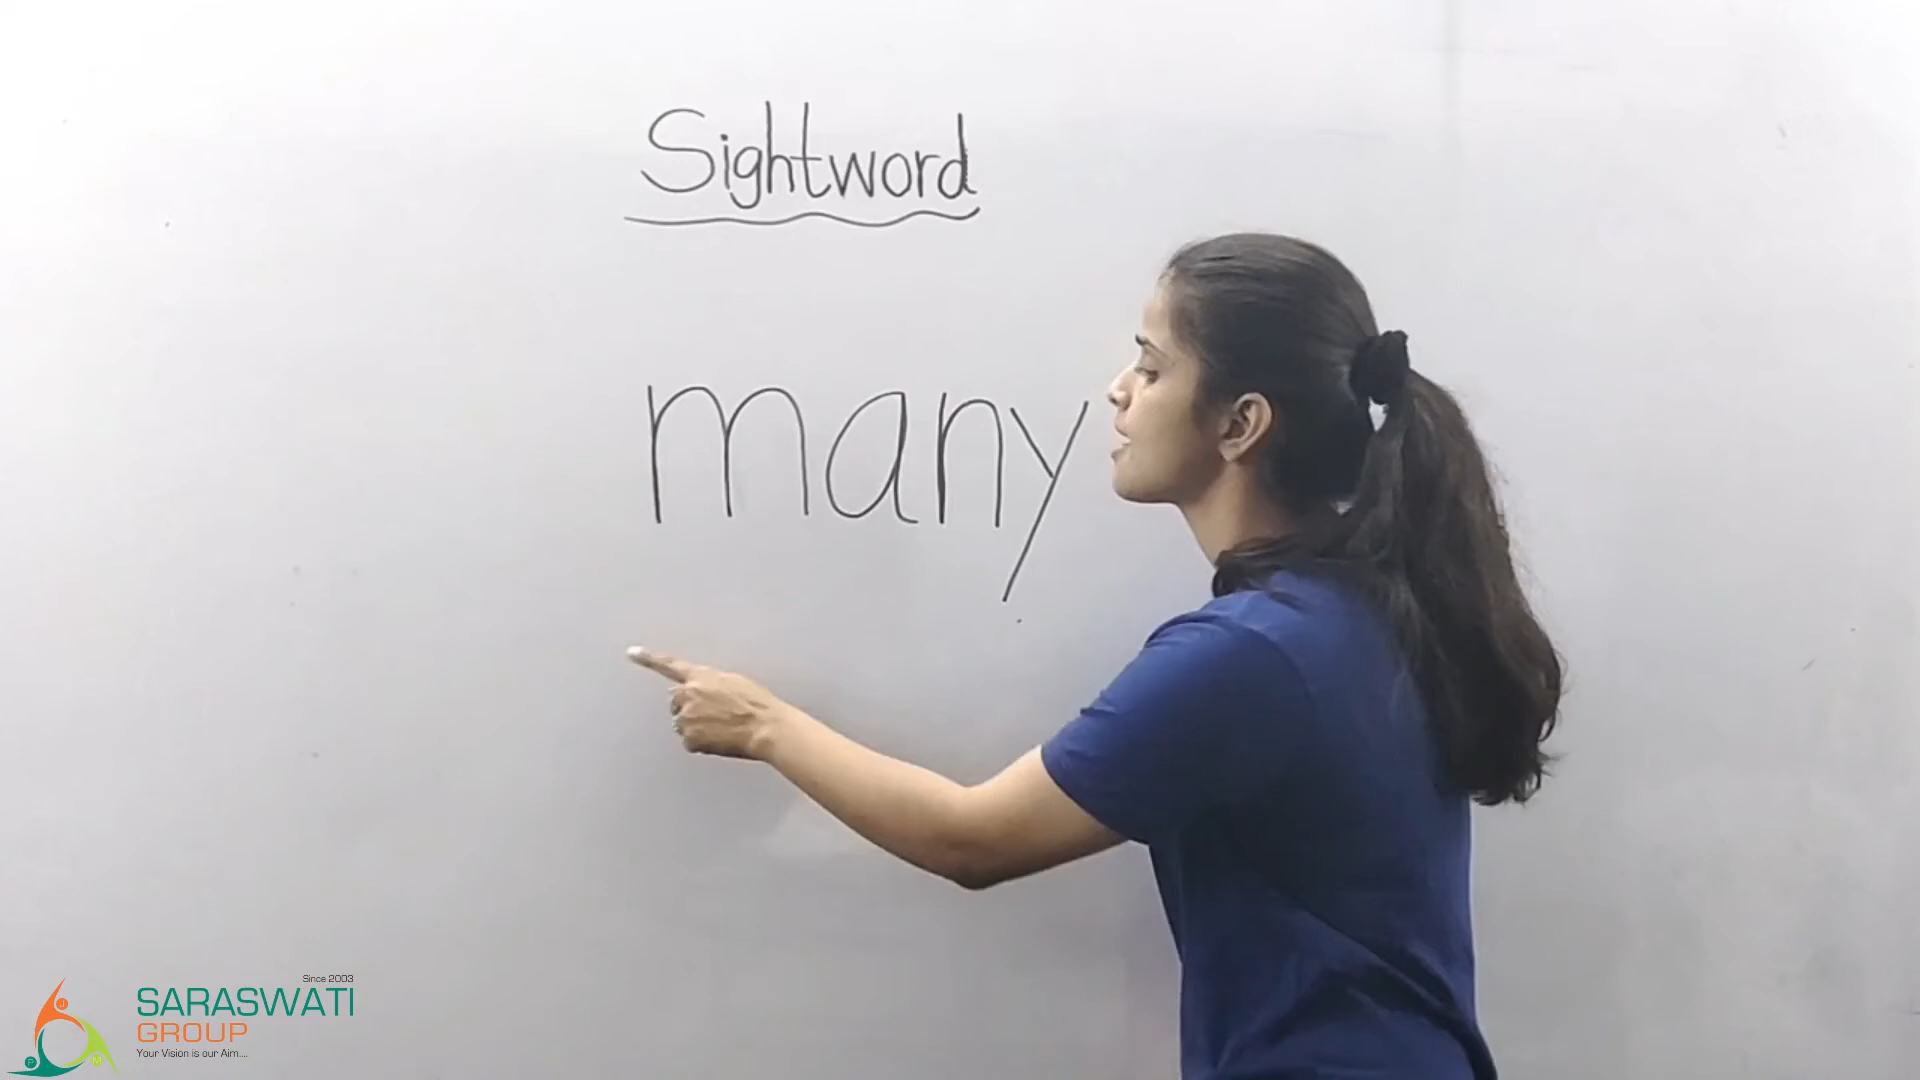 Sightword
many
Since 2003
SARASWATI
GROUP
Your Vision is our Aim....